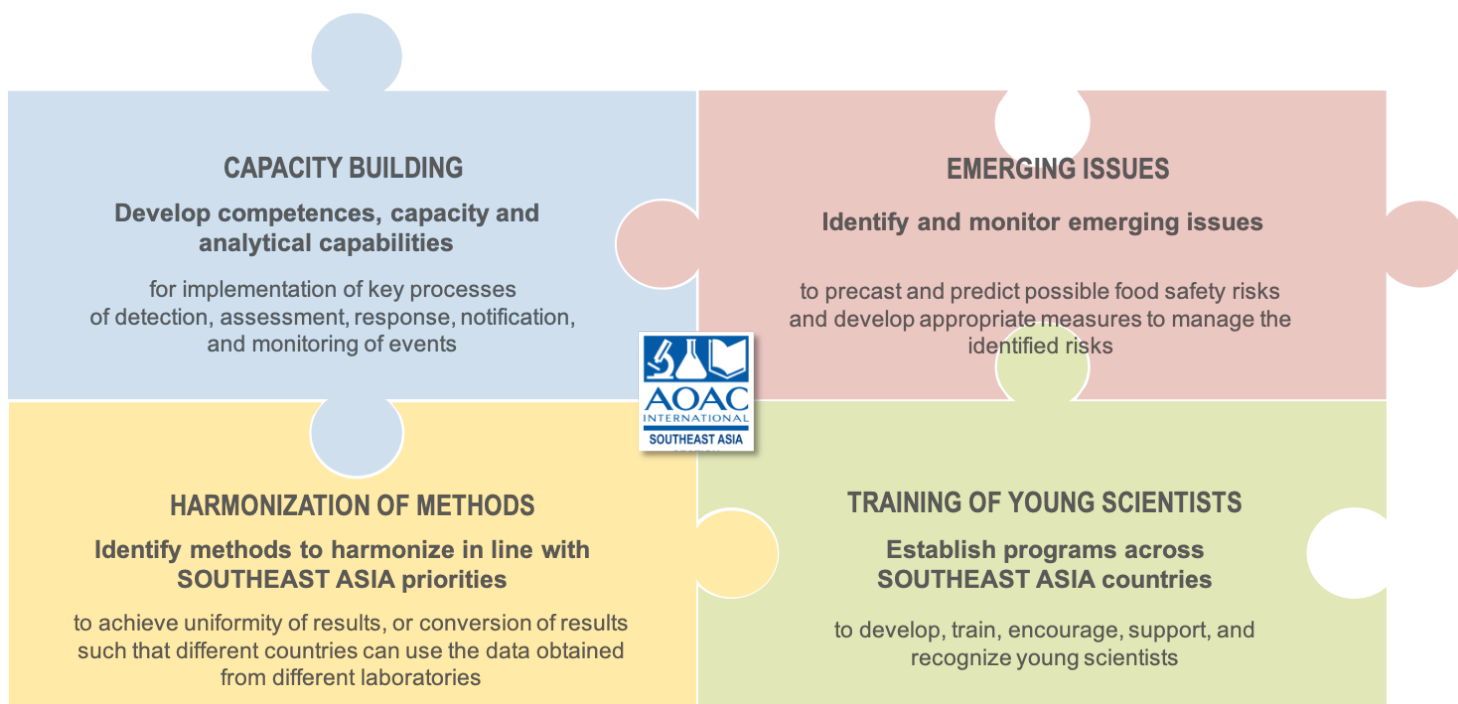 CAPACITY BUILDING
Develop competences, capacity and
analytical capabilities
for implementation of key processes
of detection, assessment, response, notification,
and monitoring of events
EMERGING ISSUES
Identify and monitor emerging issues
to precast and predict possible food safety risks
and develop appropriate measures to manage the
identified risks
AOAC
INTERNATIONAL
SOUTHEAST ASIA
HARMONIZATION OF METHODS
Identify methods to harmonize in line with
SOUTHEAST ASIA priorities
to achieve uniformity of results, or conversion of results
such that different countries can use the data obtained
from different laboratories
TRAINING OF YOUNG SCIENTISTS
Establish programs across
SOUTHEAST ASIA countries
to develop, train, encourage, support, and
recognize young scientists